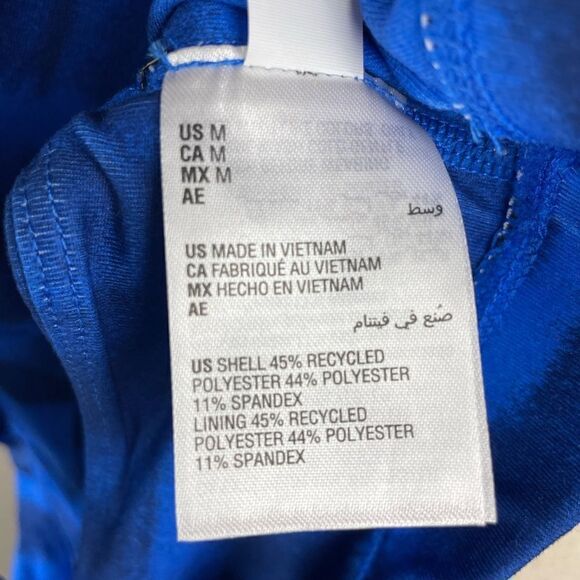 US M
CA M
MX M
AE
وسط
US MADE IN VIETNAM
CA FABRIQUÉ AU VIETNAM
MX HECHO EN VIETNAM
AE
صُنع في فيتنام
US SHELL 45% RECYCLED
POLYESTER 44% POLYESTER
11% SPANDEX
LINING 45% RECYCLED
POLYESTER 44% POLYESTER
11% SPANDEX